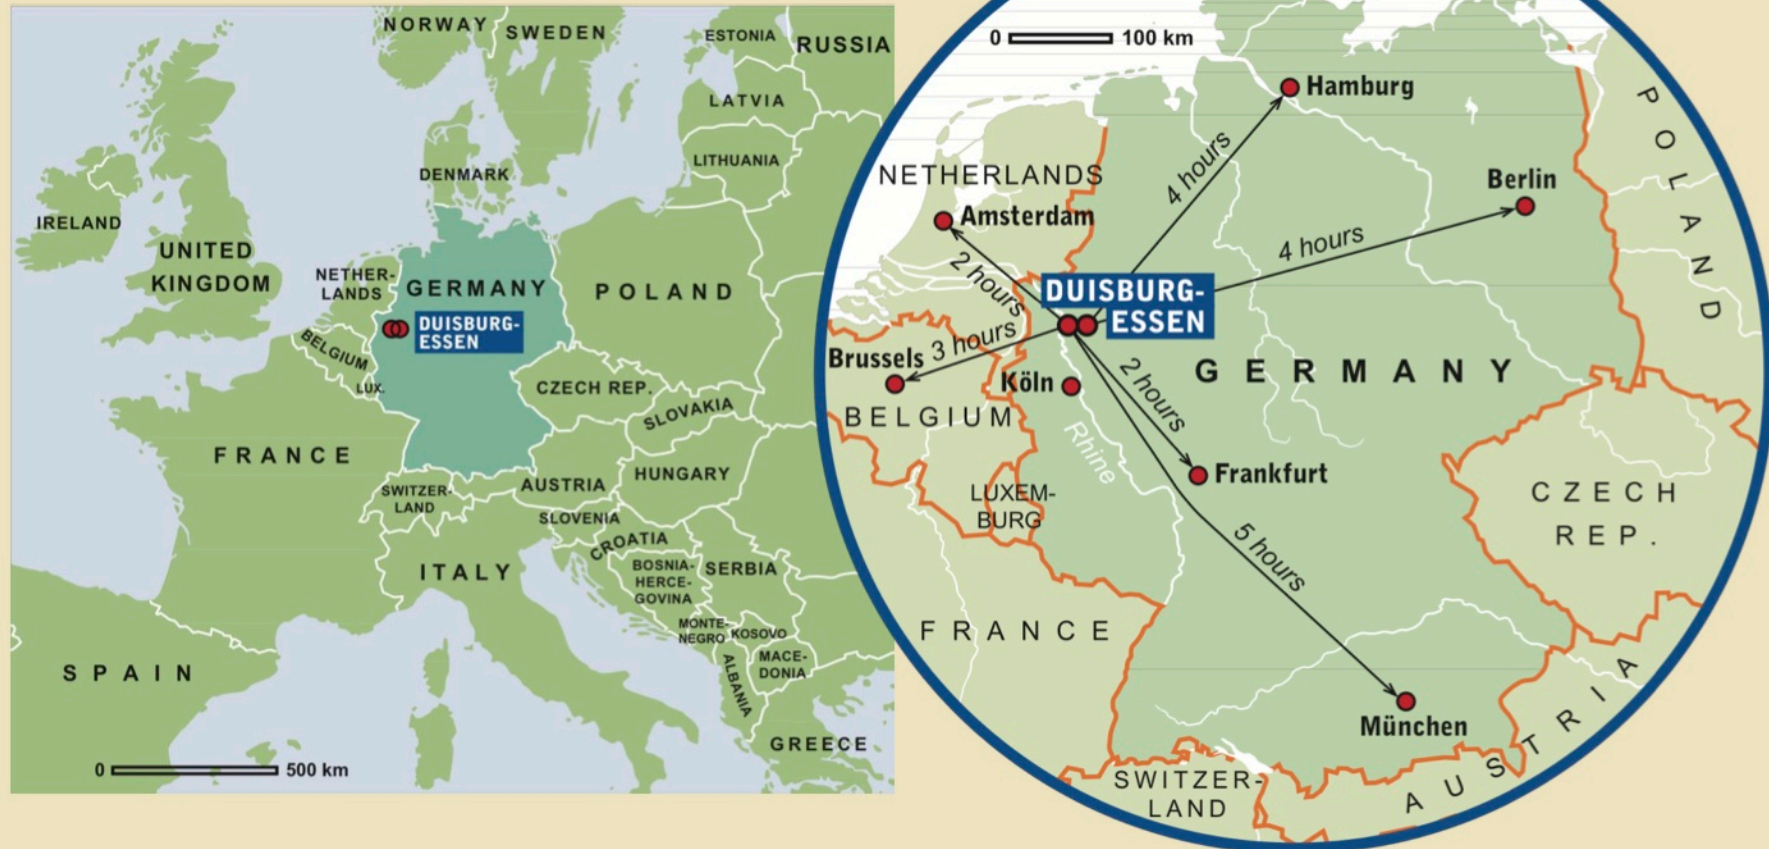 NORWAY
SWEDEN
ESTONIA
RUSSIA
LATVIA
LITHUANIA
DENMARK
IRELAND
UNITED
KINGDOM
NETHER-
LANDS
GERMANY
POLAND
DUISBURG-
ESSEN
BELGIUM
LUX.
CZECH REP.
SLOVAKIA
FRANCE
SWITZER-
LAND
AUSTRIA
HUNGARY
SLOVENIA
CROATIA
ITALY
BOSNIA-
HERCE-
GOVINA
SERBIA
MONTE-
NEGRO
KOSOVO
MACE-
DONIA
ALBANIA
SPAIN
GREECE
0 500 km
0 100 km
Hamburg
POLAND
4 hours
NETHERLANDS
Berlin
Amsterdam
4 hours
2 hours
DUISBURG-
ESSEN
Brussels
3 hours
Köln
2 hours
GERMANY
BELGIUM
Rhine
Frankfurt
LUXEM-
BURG
CZECH
REP.
5 hours
FRANCE
München
SWITZER-
LAND
AUSTRIA